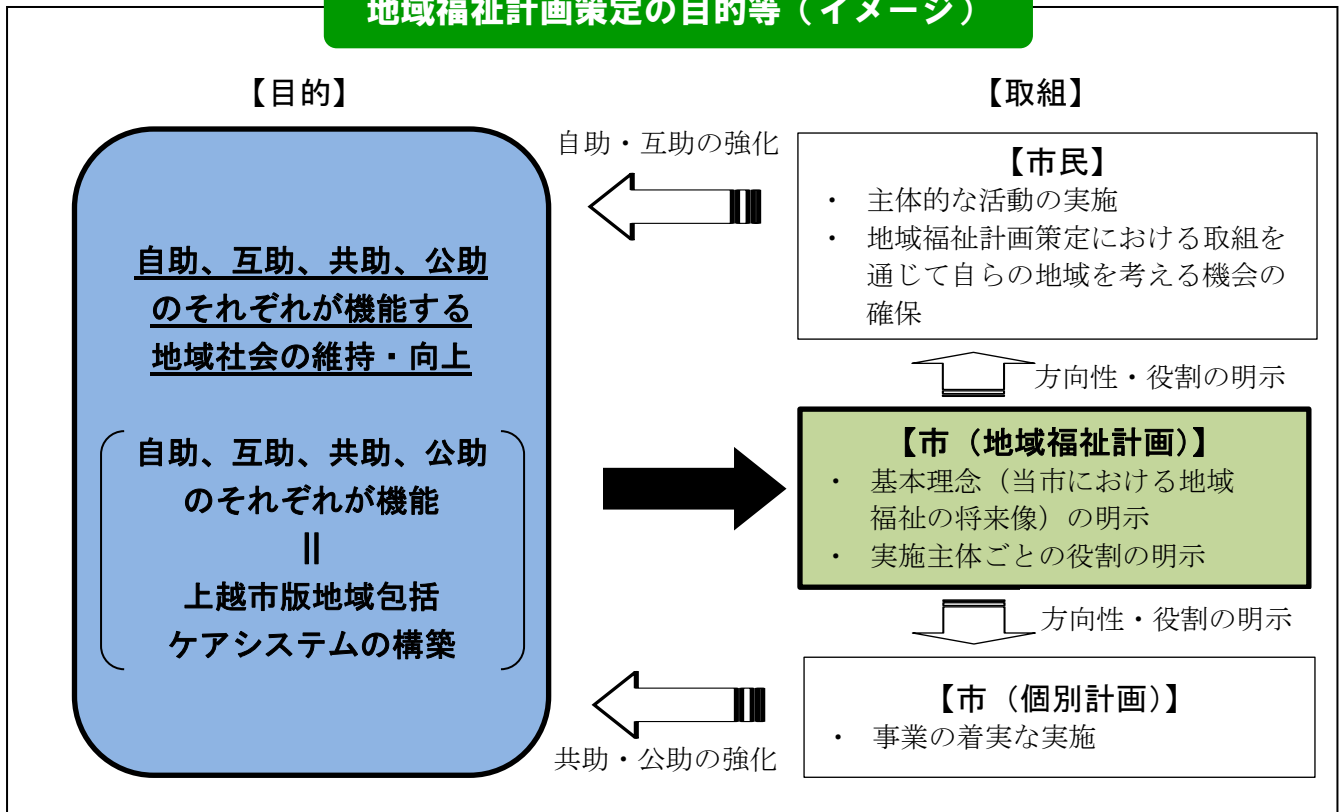 地域福祉計画策定の目的等（イメージ）
【目的】
自助、互助、共助、公助
のそれぞれが機能する
地域社会の維持・向上
自助、互助、共助、公助
のそれぞれが機能
||
上越市版地域包括
ケアシステムの構築
【取組】
自助・互助の強化
【市民】
・ 主体的な活動の実施
・ 地域福祉計画策定における取組を
通じて自らの地域を考える機会の
確保
方向性・役割の明示
【市（地域福祉計画）】
・ 基本理念（当市における地域
福祉の将来像）の明示
・ 実施主体ごとの役割の明示
方向性・役割の明示
【市（個別計画）】
・ 事業の着実な実施
共助・公助の強化